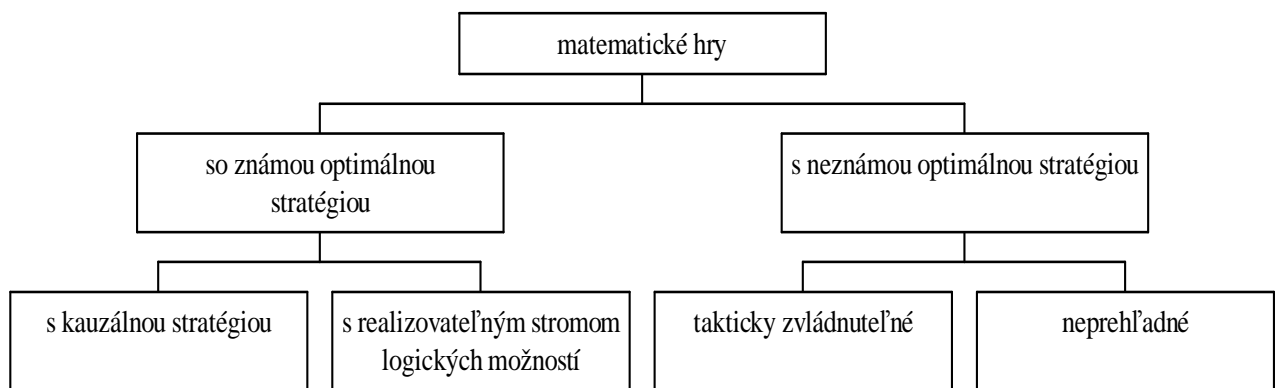 matematické hry
so známou optimálnou
stratégiou
s neznámou optimálnou stratégiou
s kauzálnou stratégiou
s realizovateľným stromom
logických možností
takticky zvládnuteľné
neprehľadné